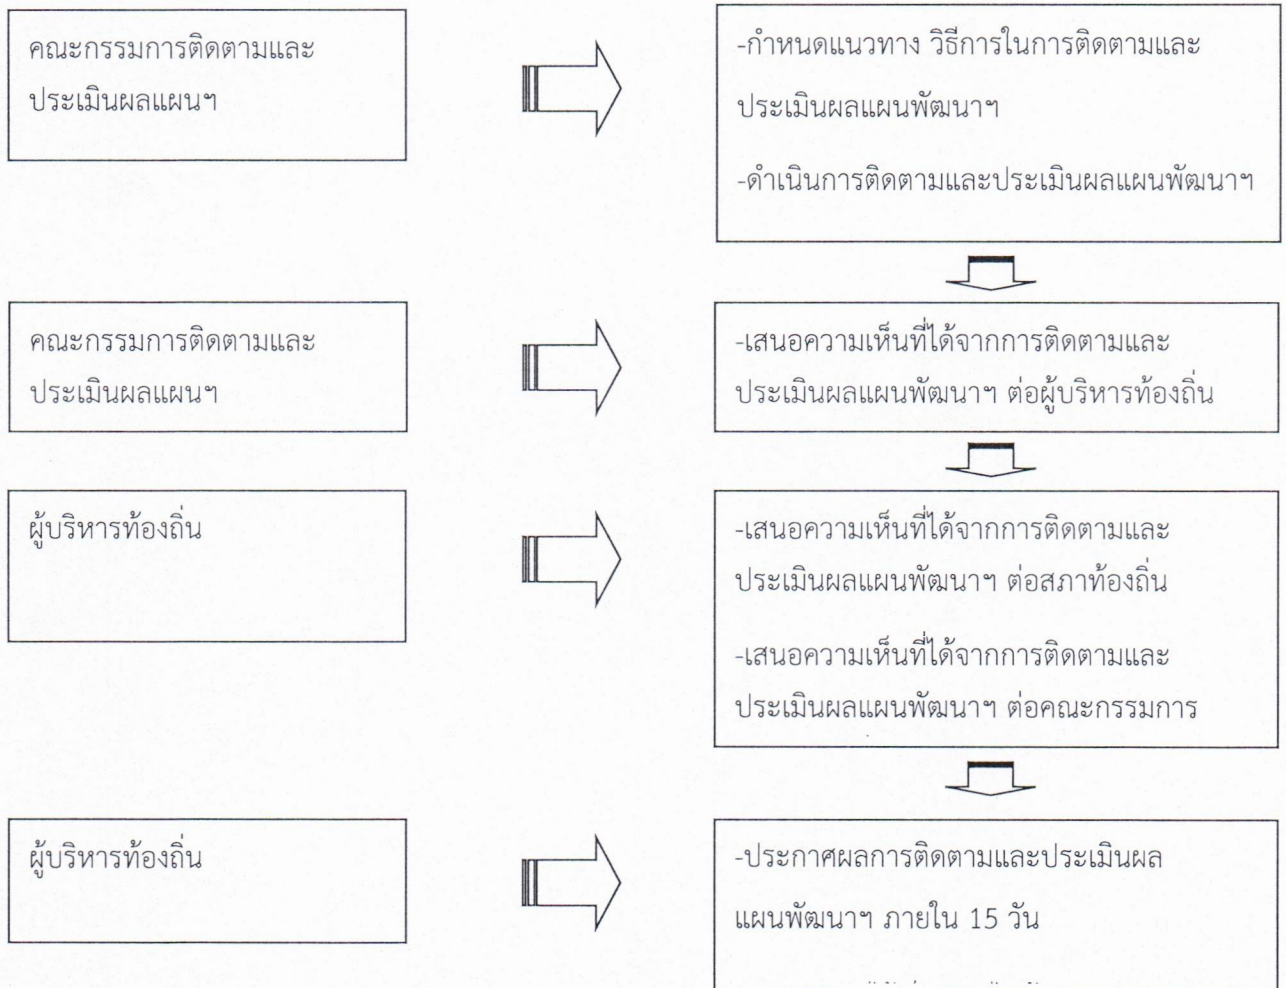 คณะกรรมการติดตามและ
ประเมินผลแผนฯ
-กำหนดแนวทาง วิธีการในการติดตามและ
ประเมินผลแผนพัฒนาฯ
-ดำเนินการติดตามและประเมินผลแผนพัฒนาฯ
คณะกรรมการติดตามและ
ประเมินผลแผนฯ
-เสนอความเห็นที่ได้จากการติดตามและ
ประเมินผลแผนพัฒนาฯ ต่อผู้บริหารท้องถิ่น
ผู้บริหารท้องถิ่น
-เสนอความเห็นที่ได้จากการติดตามและ
ประเมินผลแผนพัฒนาฯ ต่อสภาท้องถิ่น
-เสนอความเห็นที่ได้จากการติดตามและ
ประเมินผลแผนพัฒนาฯ ต่อคณะกรรมการ
ผู้บริหารท้องถิ่น
-ประกาศผลการติดตามและประเมินผล
แผนพัฒนาฯ ภายใน 15 วัน